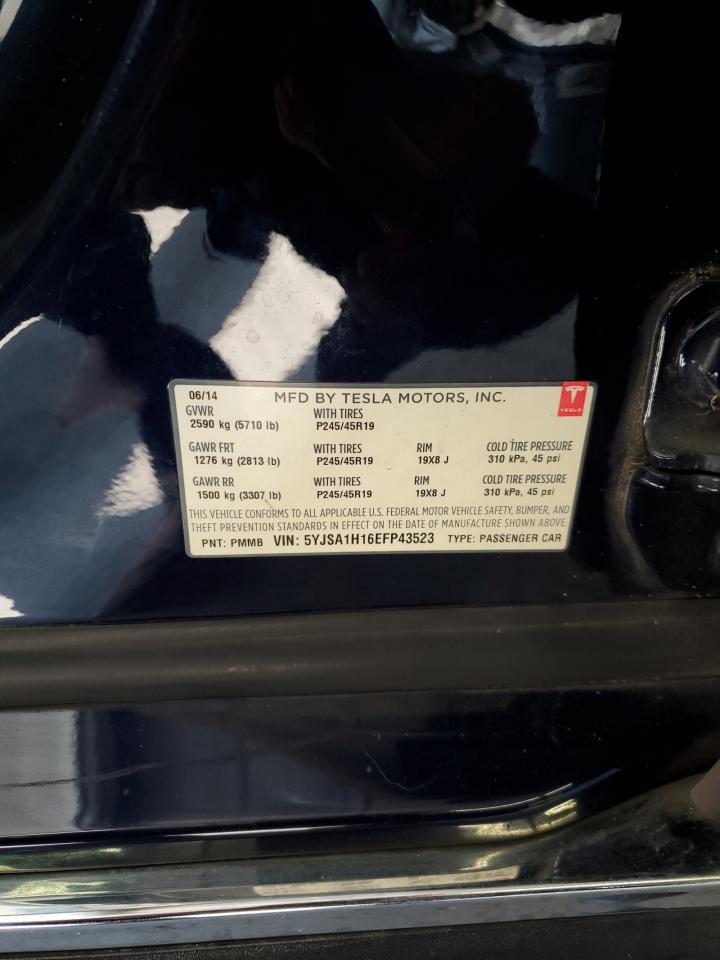 06/14 MFD BY TESLA MOTORS, INC.
GVWR WITH TIRES
2590 kg (5710 lb) P245/45R19
TESLA
GAWR FRT WITH TIRES RIM COLD TIRE PRESSURE
1276 kg (2813 lb) P245/45R19 19X8 J 310 kPa, 45 psi
GAWR RR WITH TIRES RIM COLD TIRE PRESSURE
1500 kg (3307 lb) P245/45R19 19X8 J 310 kPa, 45 psi
THIS VEHICLE CONFORMS TO ALL APPLICABLE U.S. FEDERAL MOTOR VEHICLE SAFETY, BUMPER, AND
THEFT PREVENTION STANDARDS IN EFFECT ON THE DATE OF MANUFACTURE SHOWN ABOVE.
PNT: PMMB VIN: 5YJSA1H16EFP43523 TYPE: PASSENGER CAR